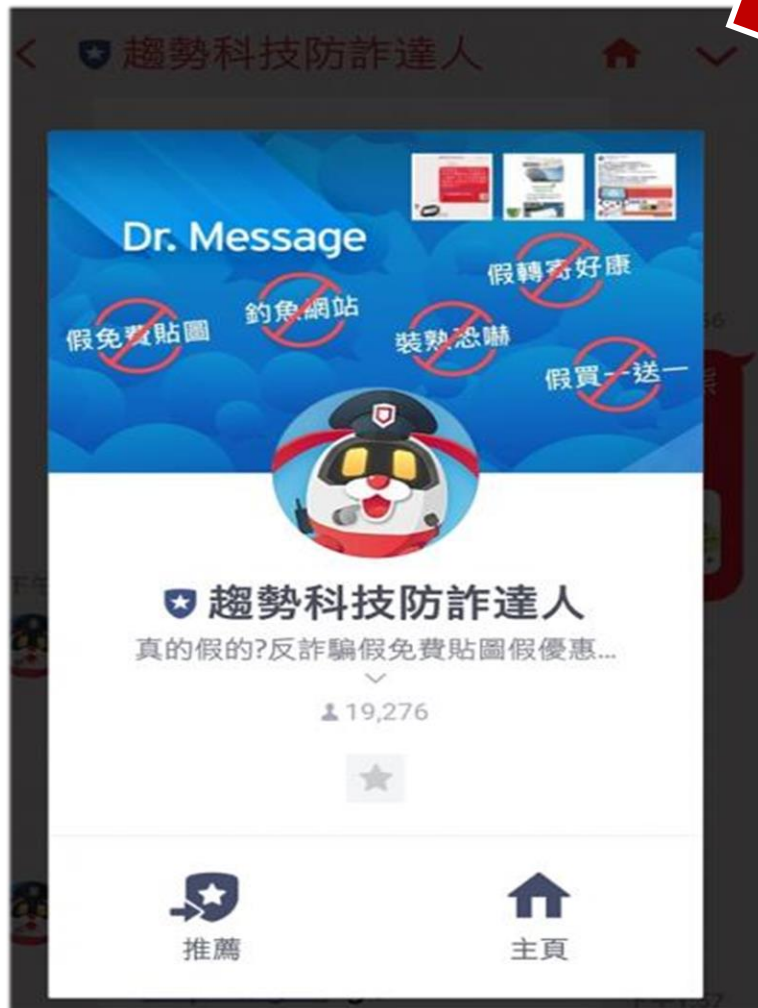 趨勢科技防詐達人
Dr. Message
假轉寄好康
釣魚網站
假免費貼圖
裝熟恐嚇
假買一送一
趨勢科技防詐達人
真的假的?反詐騙假免費貼圖假優惠...
19,276
推薦
主頁